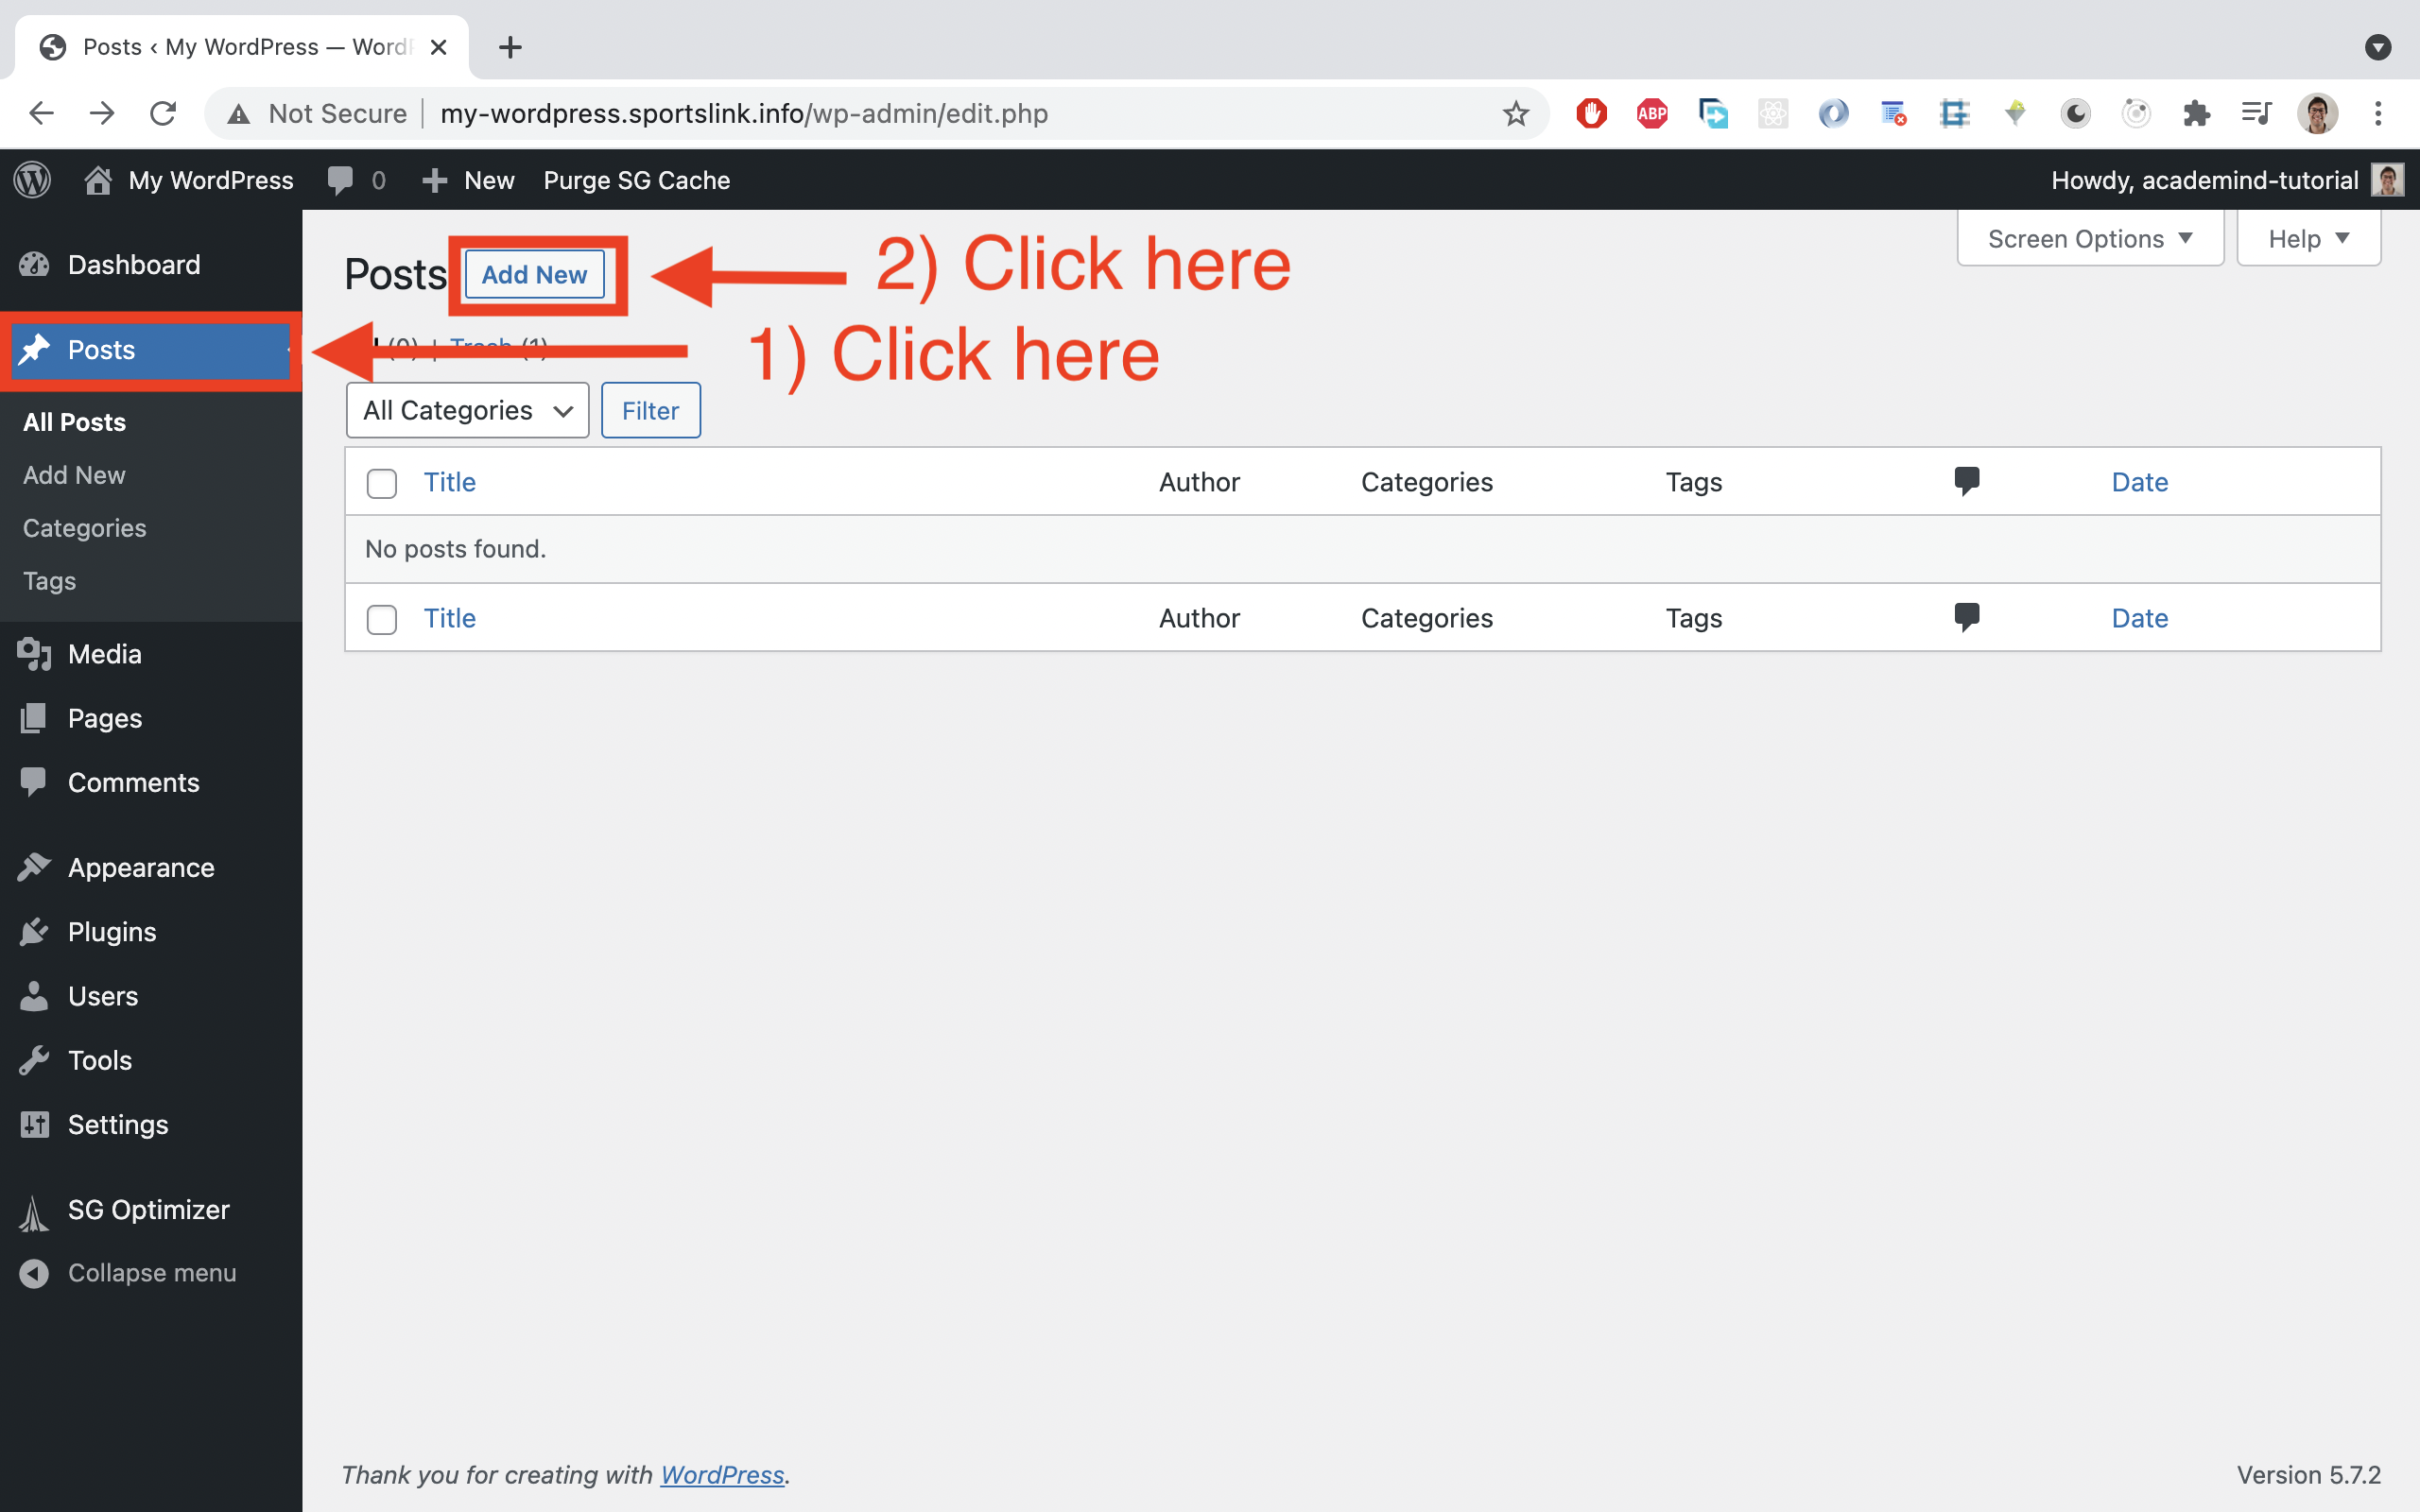 Posts ‹ My WordPress — Word
Not Secure my-wordpress.sportslink.info/wp-admin/edit.php
ABP
My WordPress 0 New Purge SG Cache Howdy, academind-tutorial
Screen Options Help
Dashboard
Posts
All Posts
Add New
Categories
Tags
Media
Pages
Comments
Appearance
Plugins
Users
Tools
Settings
SG Optimizer
Collapse menu
Posts Add New 2) Click here
(0) | Trash (1) 1) Click here
All Categories Filter
Title Author Categories Tags Date
No posts found.
Title Author Categories Tags Date
Thank you for creating with WordPress. Version 5.7.2